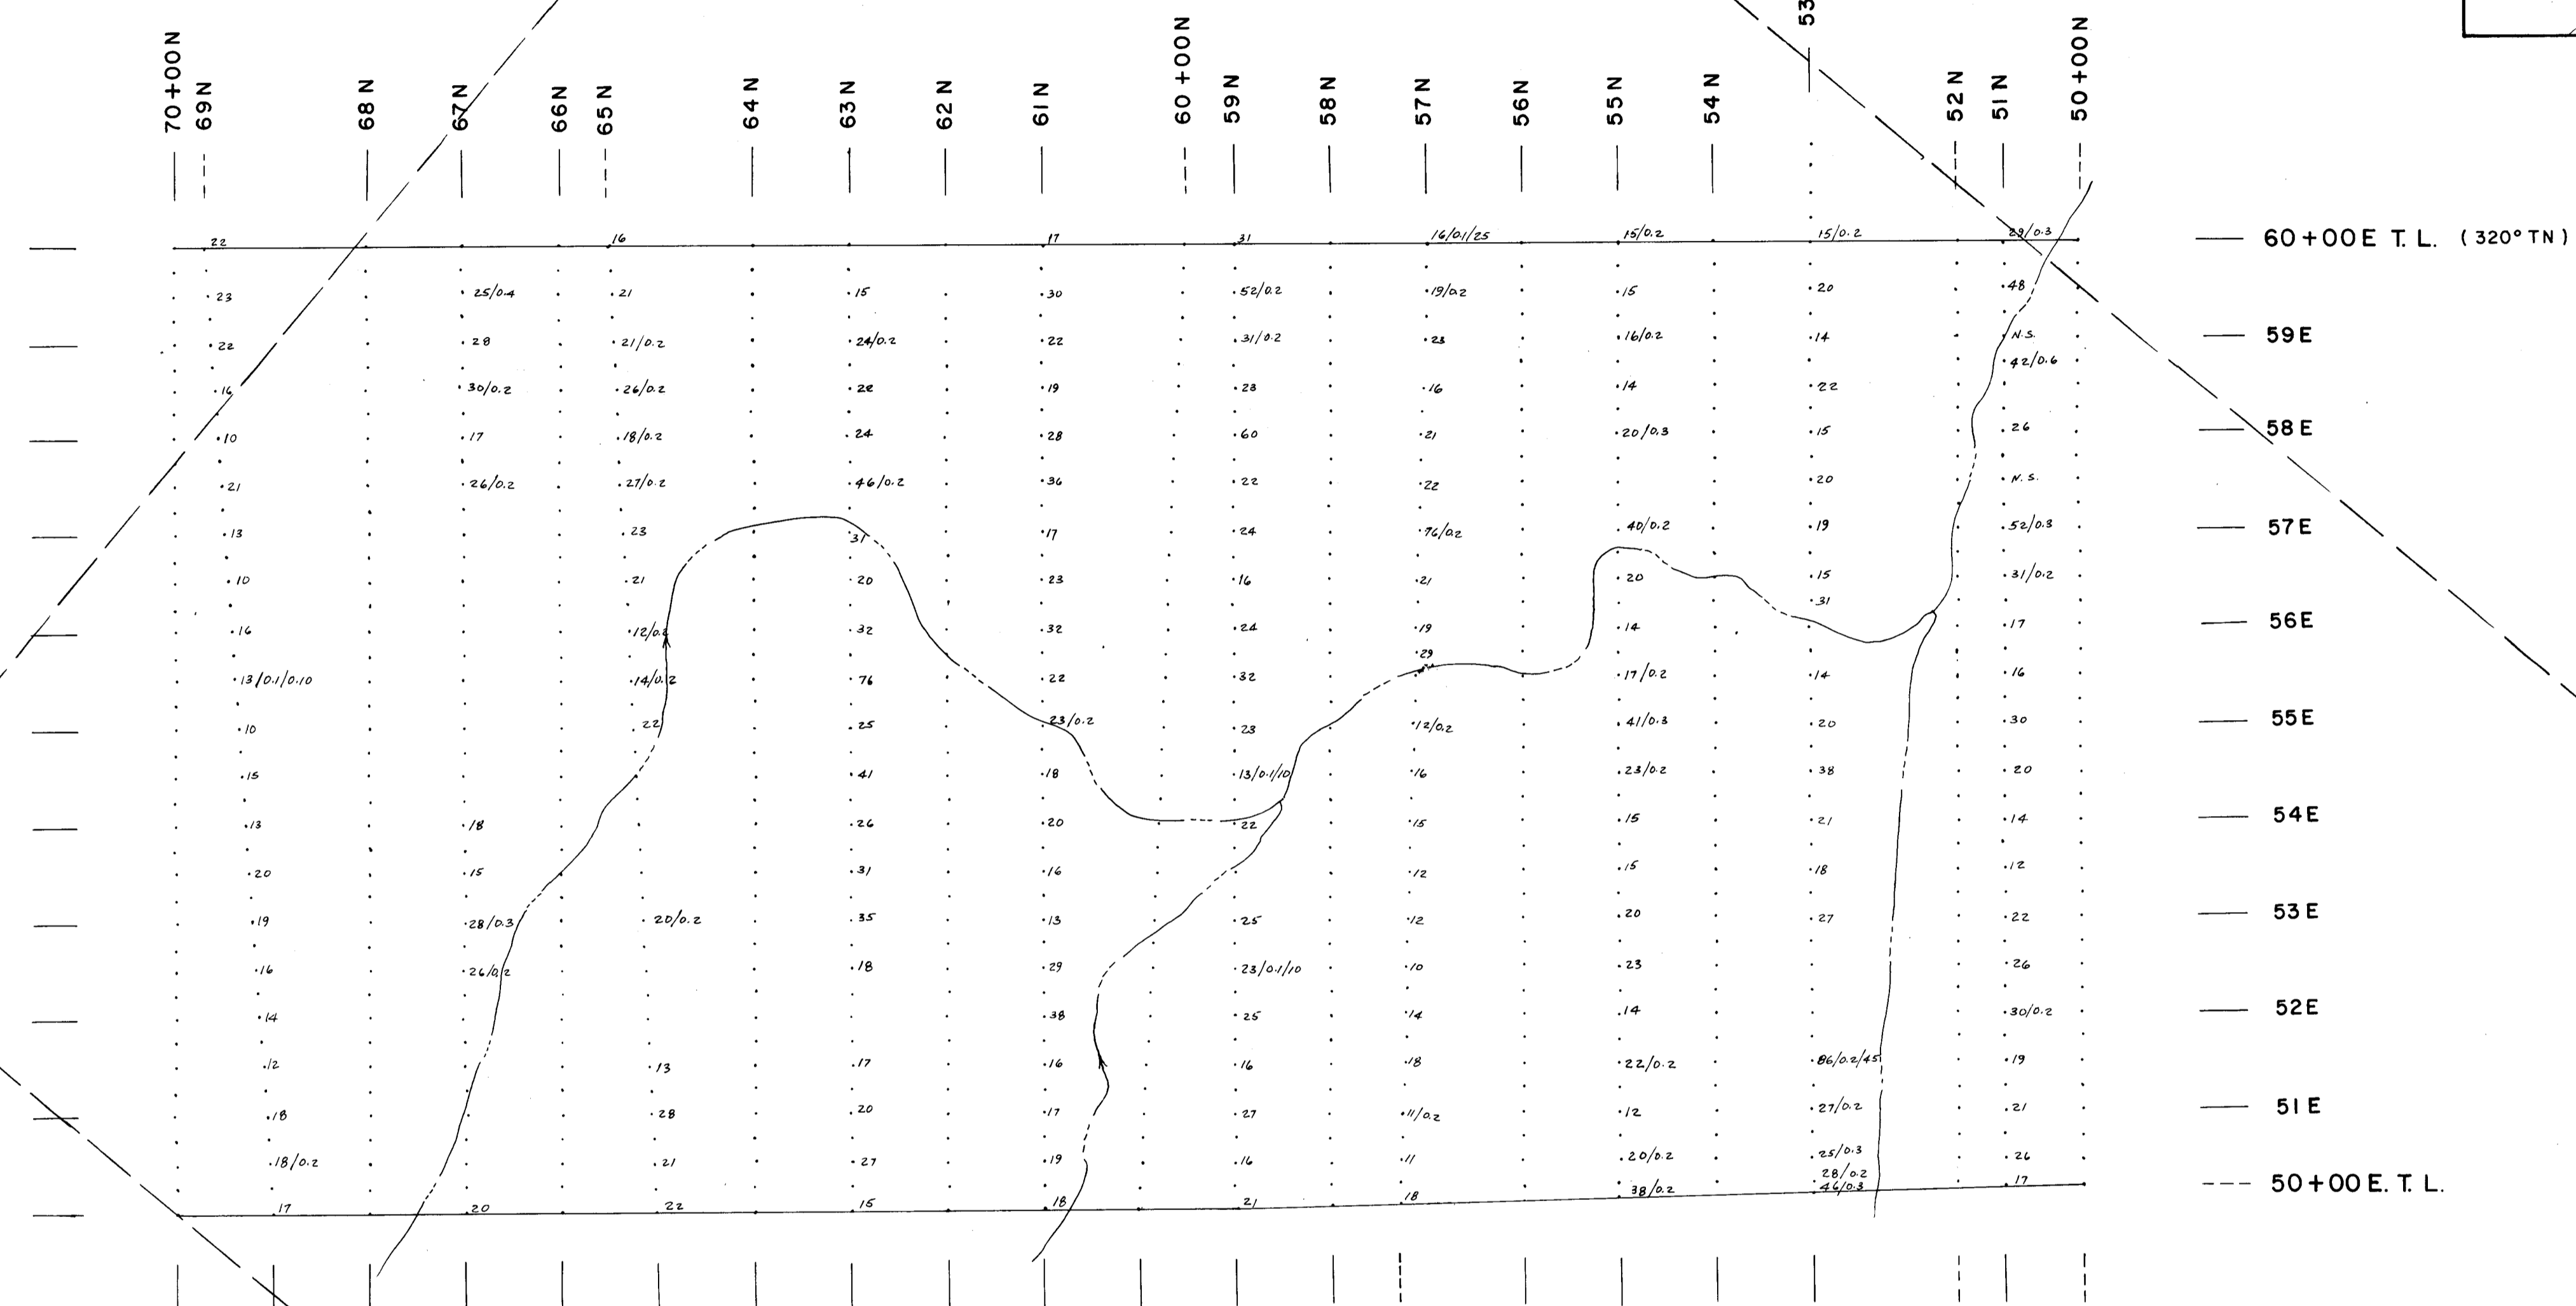 70+00N 69N 68N 67N 66N 65N 64N 63N 62N 61N 60+00N 59N 58N 57N 56N 55N 54N 53 52N 51N 50+00N
22 16 17 31 16/0.1/25 15/0.2 15/0.2 29/0.3 60+00E T.L. (320° TN)
23 25/0.4 21 15 30 52/0.2 19/0.2 15 20 48
22 28 21/0.2 24/0.2 22 31/0.2 23 16/0.2 14 N.S. 59E
42/0.6
16 30/0.2 26/0.2 22 19 23 16 14 22
10 17 18/0.2 24 28 60 21 20/0.3 15 26 58E
21 26/0.2 27/0.2 46/0.2 36 22 22 20 N.S.
13 23 31 17 24 76/0.2 40/0.2 19 52/0.3 57E
10 21 20 23 16 21 20 15 31/0.2
31
16 12/0.2 32 32 24 19 14 17 56E
29
13/0.1/0.10 14/0.2 76 22 32 17/0.2 14 16
10 22 25 23/0.2 23 12/0.2 41/0.3 20 30 55E
15 41 18 13/0.1/10 16 23/0.2 38 20
13 18 26 20 22 15 15 21 14 54E
20 15 31 16 12 15 18 12
19 28/0.3 20/0.2 35 13 25 12 20 27 22 53E
16 26/0.2 18 29 23/0.1/10 10 23 26
14 38 25 14 14 30/0.2 52E
12 13 17 16 16 18 22/0.2 86/0.2/45 19
18 28 20 17 27 11/0.2 12 27/0.2 21 51E
18/0.2 21 27 19 16 11 20/0.2 25/0.3 26
28/0.2
17 20 22 15 18 21 18 38/0.2 46/0.3 17 50+00E. T. L.